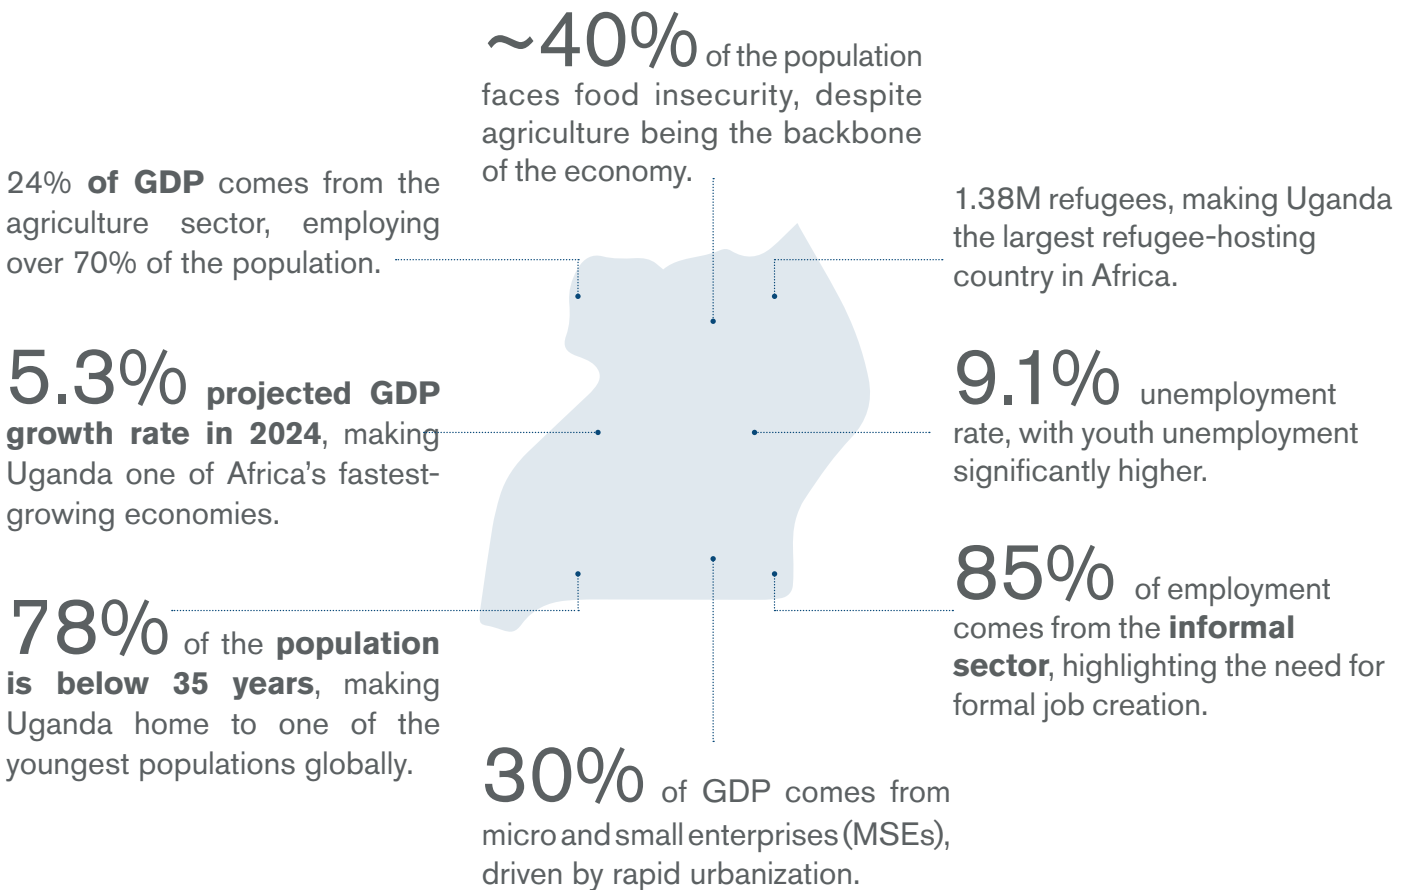 ~40% of the population
faces food insecurity, despite
agriculture being the backbone
of the economy.
24% of GDP comes from the
agriculture sector, employing
over 70% of the population.
1.38M refugees, making Uganda
the largest refugee-hosting
country in Africa.
5.3% projected GDP
growth rate in 2024, making
Uganda one of Africa’s fastest-
growing economies.
9.1% unemployment
rate, with youth unemployment
significantly higher.
78% of the population
is below 35 years, making
Uganda home to one of the
youngest populations globally.
85% of employment
comes from the informal
sector, highlighting the need for
formal job creation.
30% of GDP comes from
micro and small enterprises (MSEs),
driven by rapid urbanization.